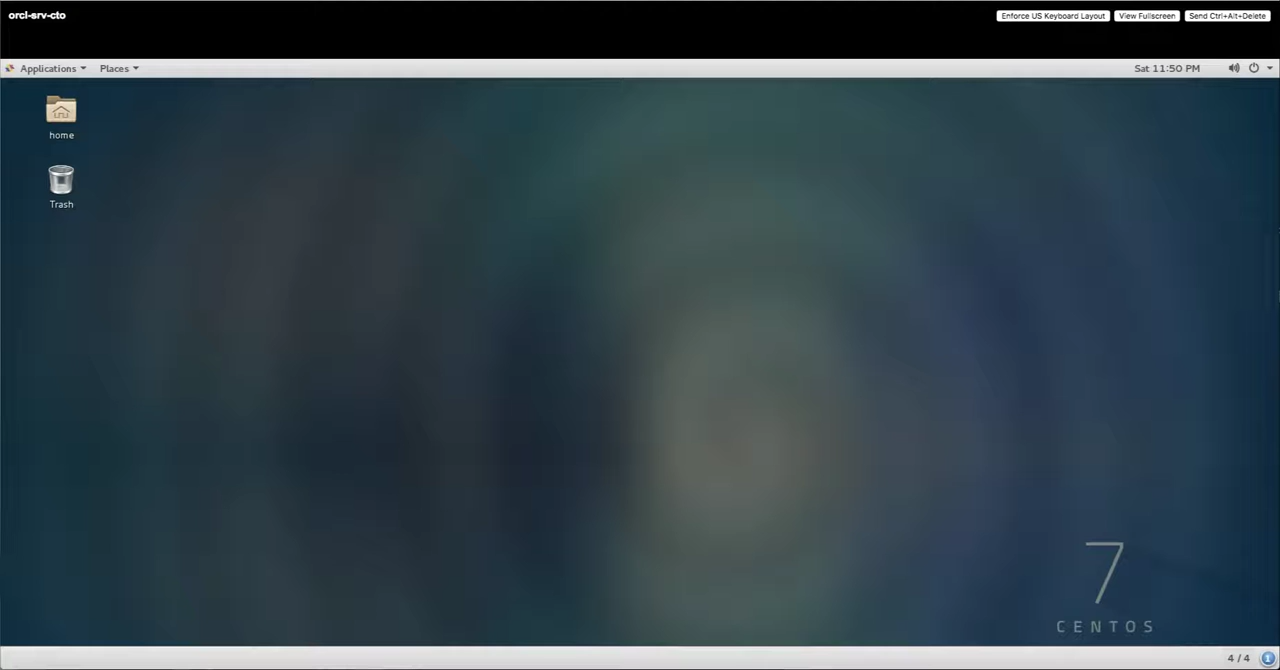 orcl-srv-cto
Enforce US Keyboard Layout
View Fullscreen
Send Ctrl+Alt+Delete
Applications
Places
Sat 11:50 PM
home
Trash
7
CENTOS
4 / 4
1